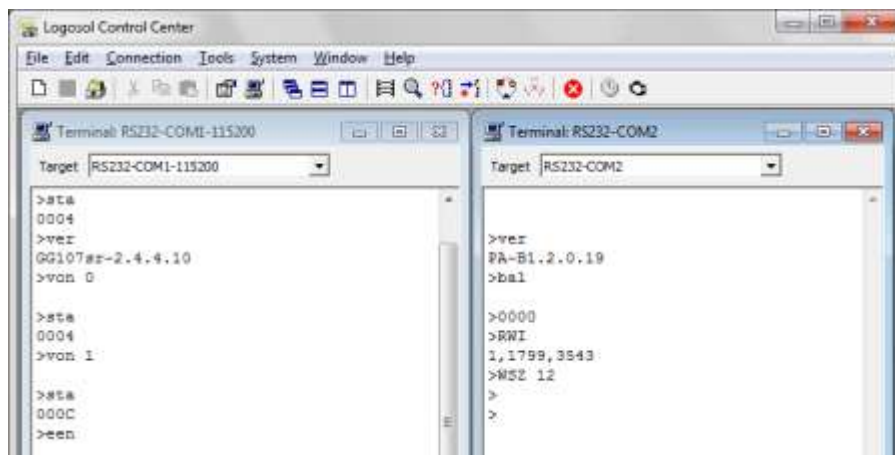 Logosol Control Center
File Edit Connection Tools System Window Help
Terminal: RS232-COM1-115200
Target RS232-COM1-115200
>sta
0004
>ver
GG107sr-2.4.4.10
>von 0
>sta
0004
>von 1
>sta
000C
>een
Terminal: RS232-COM2
Target RS232-COM2
>ver
PA-B1.2.0.19
>bal
>0000
>RWI
1,1799,3543
>WSZ 12
>
>